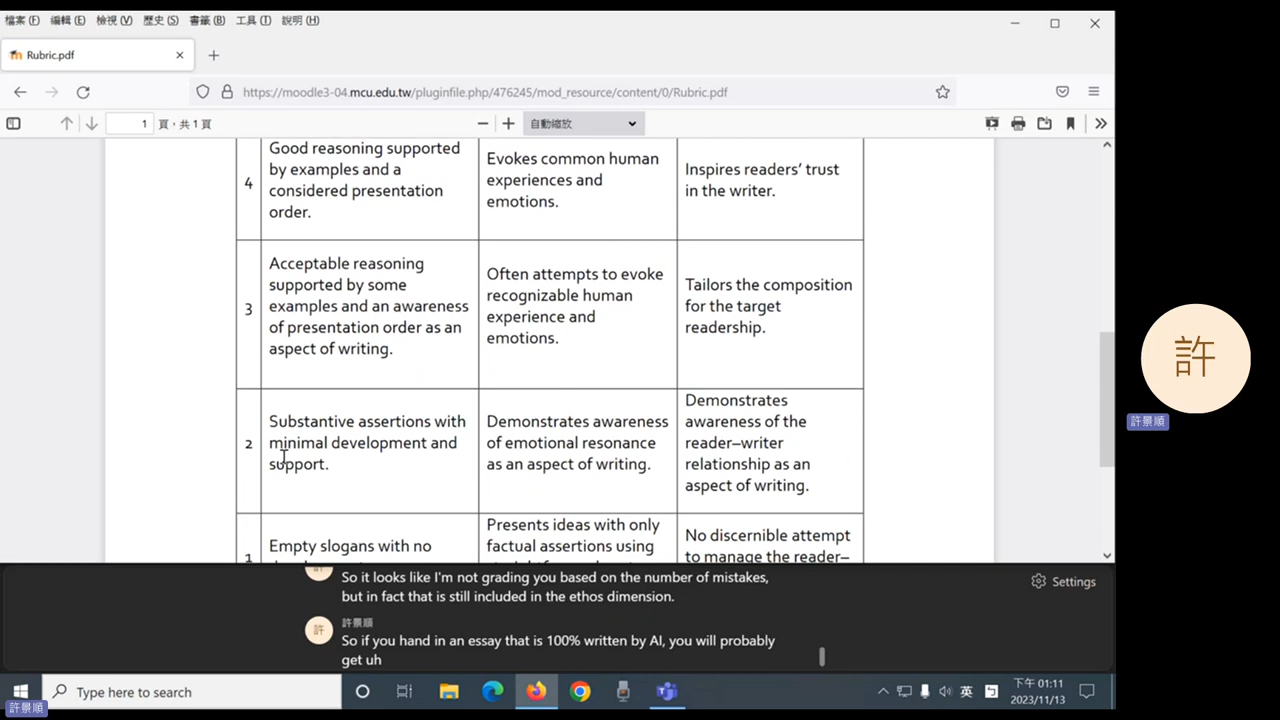 檔案(F) 編輯(E) 檢視(V) 歷史(S) 書籤(B) 工具(T) 說明(H)
Rubric.pdf
https://moodle3-04.mcu.edu.tw/pluginfile.php/476245/mod_resource/content/0/Rubric.pdf
1 頁,共 1 頁
自動縮放
4
Good reasoning supported
by examples and a
considered presentation
order.
Evokes common human
experiences and
emotions.
Inspires readers’ trust
in the writer.
3
Acceptable reasoning
supported by some
examples and an awareness
of presentation order as an
aspect of writing.
Often attempts to evoke
recognizable human
experience and
emotions.
Tailors the composition
for the target
readership.
2
Substantive assertions with
minimal development and
support.
Demonstrates awareness
of emotional resonance
as an aspect of writing.
Demonstrates
awareness of the
reader–writer
relationship as an
aspect of writing.
1
Empty slogans with no
Presents ideas with only
factual assertions using
No discernible attempt
to manage the reader–
許
So it looks like I'm not grading you based on the number of mistakes,
but in fact that is still included in the ethos dimension.
許
許景順
So if you hand in an essay that is 100% written by AI, you will probably
get uh
Settings
許
許景順
Type here to search
英
下午 01:11
2023/11/13
許景順